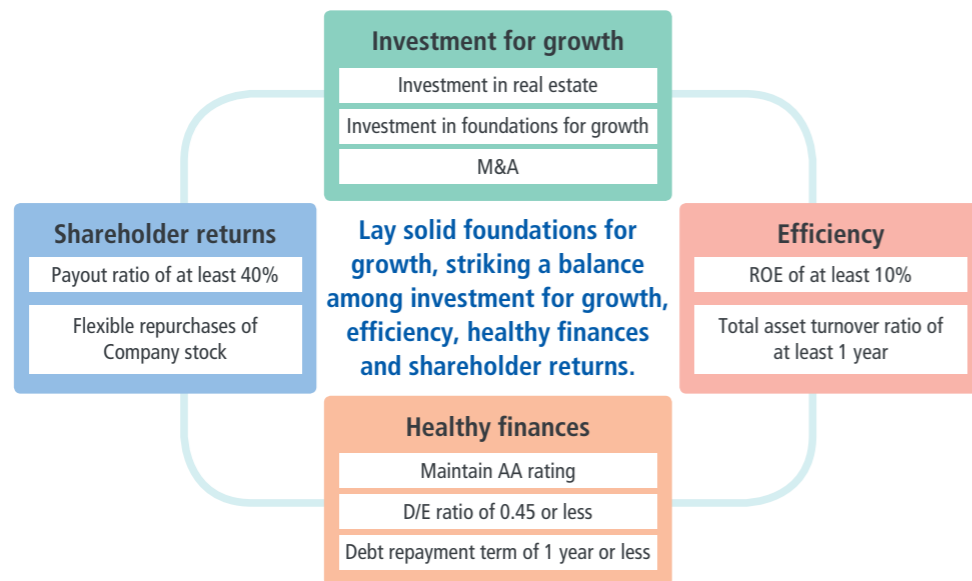 Investment for growth
Investment in real estate
Investment in foundations for growth
M&A
Shareholder returns
Payout ratio of at least 40%
Flexible repurchases of
Company stock
Lay solid foundations for
growth, striking a balance
among investment for growth,
efficiency, healthy finances
and shareholder returns.
Efficiency
ROE of at least 10%
Total asset turnover ratio of
at least 1 year
Healthy finances
Maintain AA rating
D/E ratio of 0.45 or less
Debt repayment term of 1 year or less